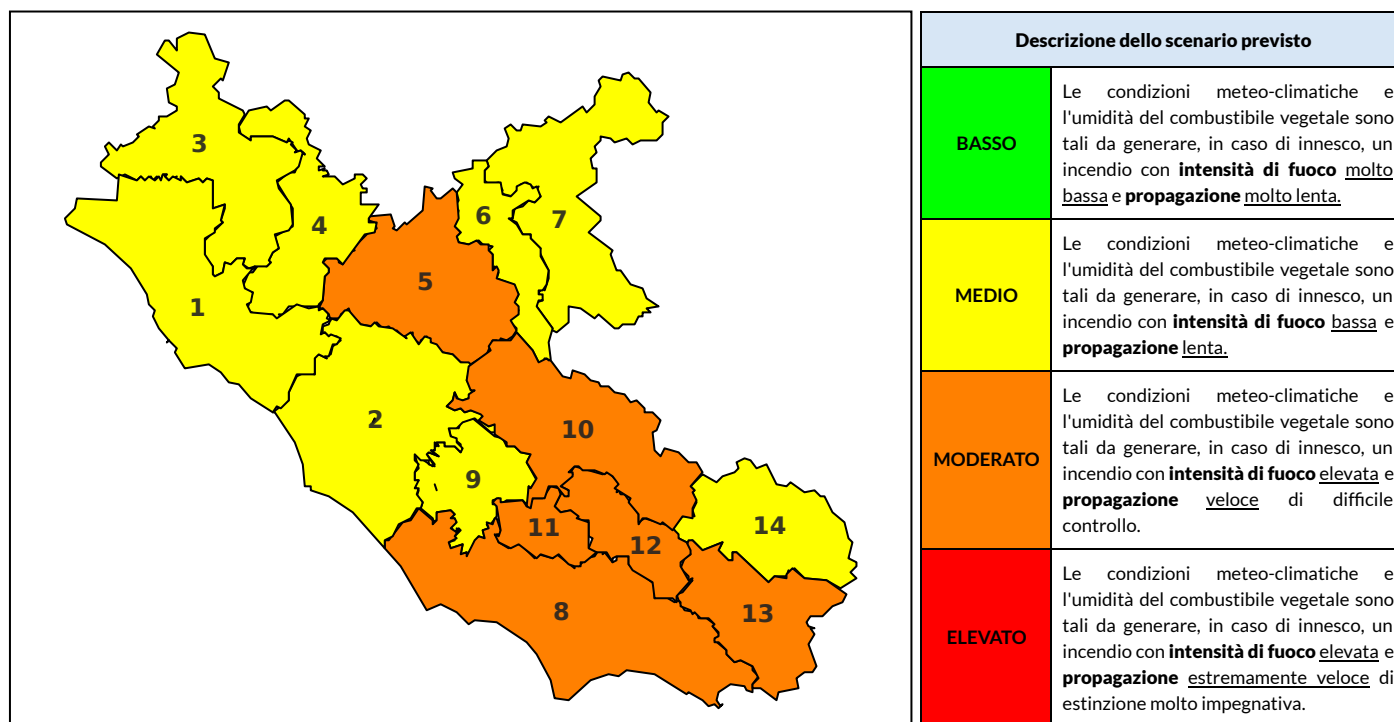 3
4
6
7
5
1
2
10
9
11
12
14
8
13
Descrizione dello scenario previsto
BASSO
Le condizioni meteo-climatiche e
l'umidità del combustibile vegetale sono
tali da generare, in caso di innesco, un
incendio con intensità di fuoco molto
bassa e propagazione molto lenta.
MEDIO
Le condizioni meteo-climatiche e
l'umidità del combustibile vegetale sono
tali da generare, in caso di innesco, un
incendio con intensità di fuoco bassa e
propagazione lenta.
MODERATO
Le condizioni meteo-climatiche e
l'umidità del combustibile vegetale sono
tali da generare, in caso di innesco, un
incendio con intensità di fuoco elevata e
propagazione veloce di difficile
controllo.
ELEVATO
Le condizioni meteo-climatiche e
l'umidità del combustibile vegetale sono
tali da generare, in caso di innesco, un
incendio con intensità di fuoco elevata e
propagazione estremamente veloce di
estinzione molto impegnativa.